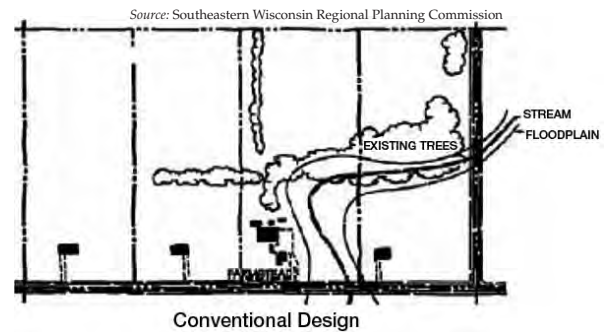 Source: Southeastern Wisconsin Regional Planning Commission
STREAM
FLOODPLAIN
EXISTING TREES
FARMSTEAD
Conventional Design